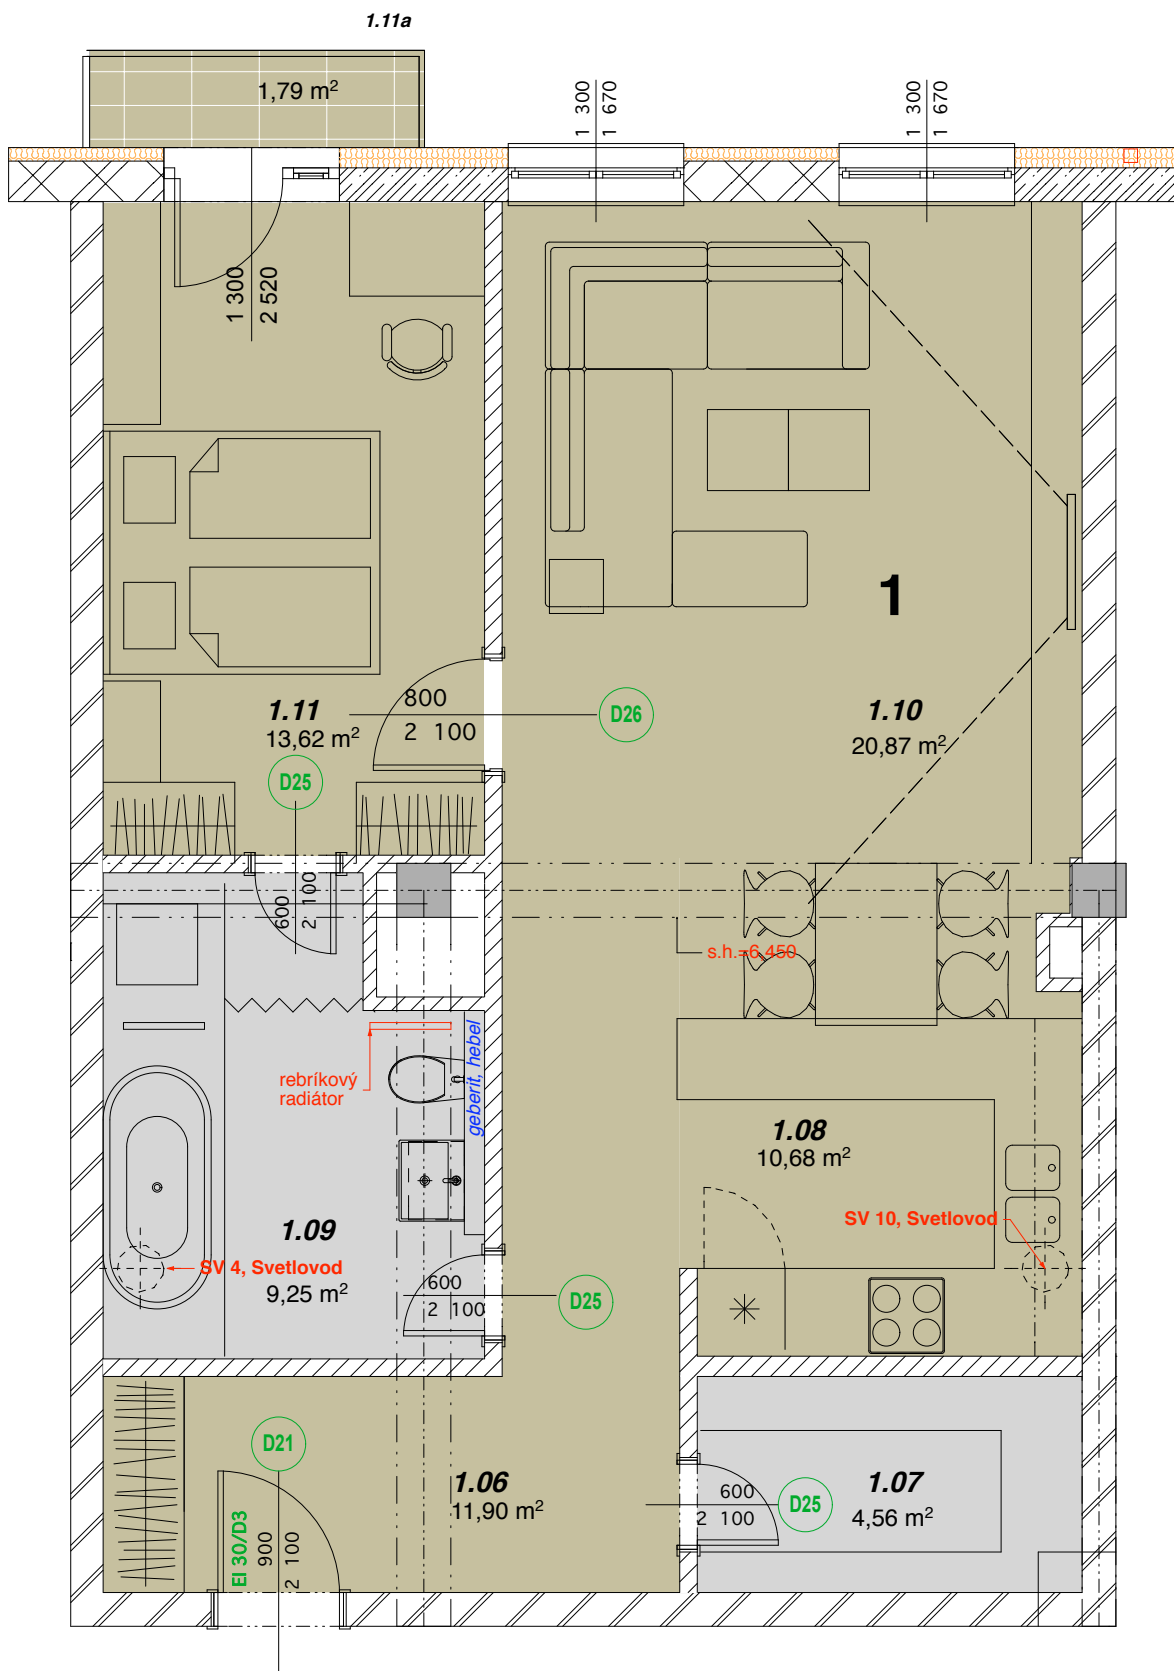 1.11a
1,79 m²
1 300
1 670
1 300
1 670
1 300
2 520
1
1.11
13,62 m²
800
2 100
D26
1.10
20,87 m²
D25
600
2 100
s.h.=6,450
rebríkový
radiátor
geberit, hebel
1.08
10,68 m²
SV 10, Svetlovod
1.09
SV 4, Svetlovod
9,25 m²
600
2 100
D25
D21
1.06
11,90 m²
EI 30/D3
900
2 100
600
2 100
D25
1.07
4,56 m²